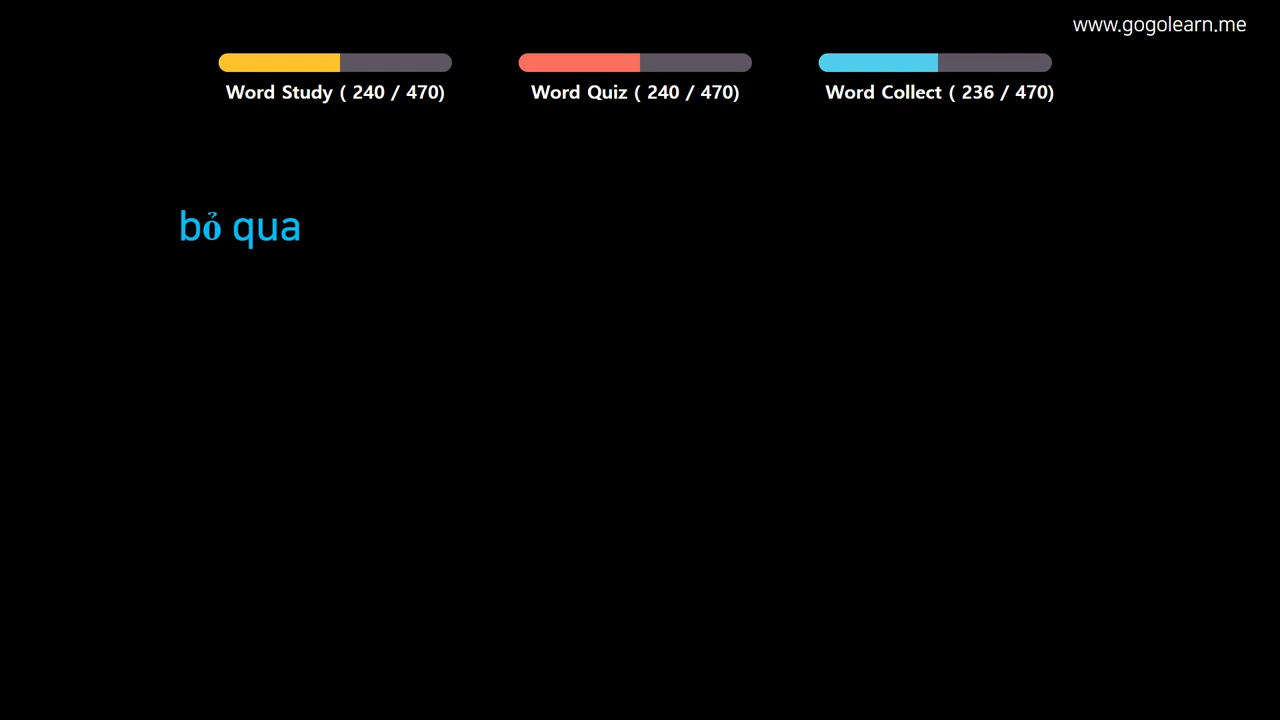 www.gogolearn.me
Word Study ( 240 / 470)
Word Quiz ( 240 / 470)
Word Collect ( 236 / 470)
bỏ qua